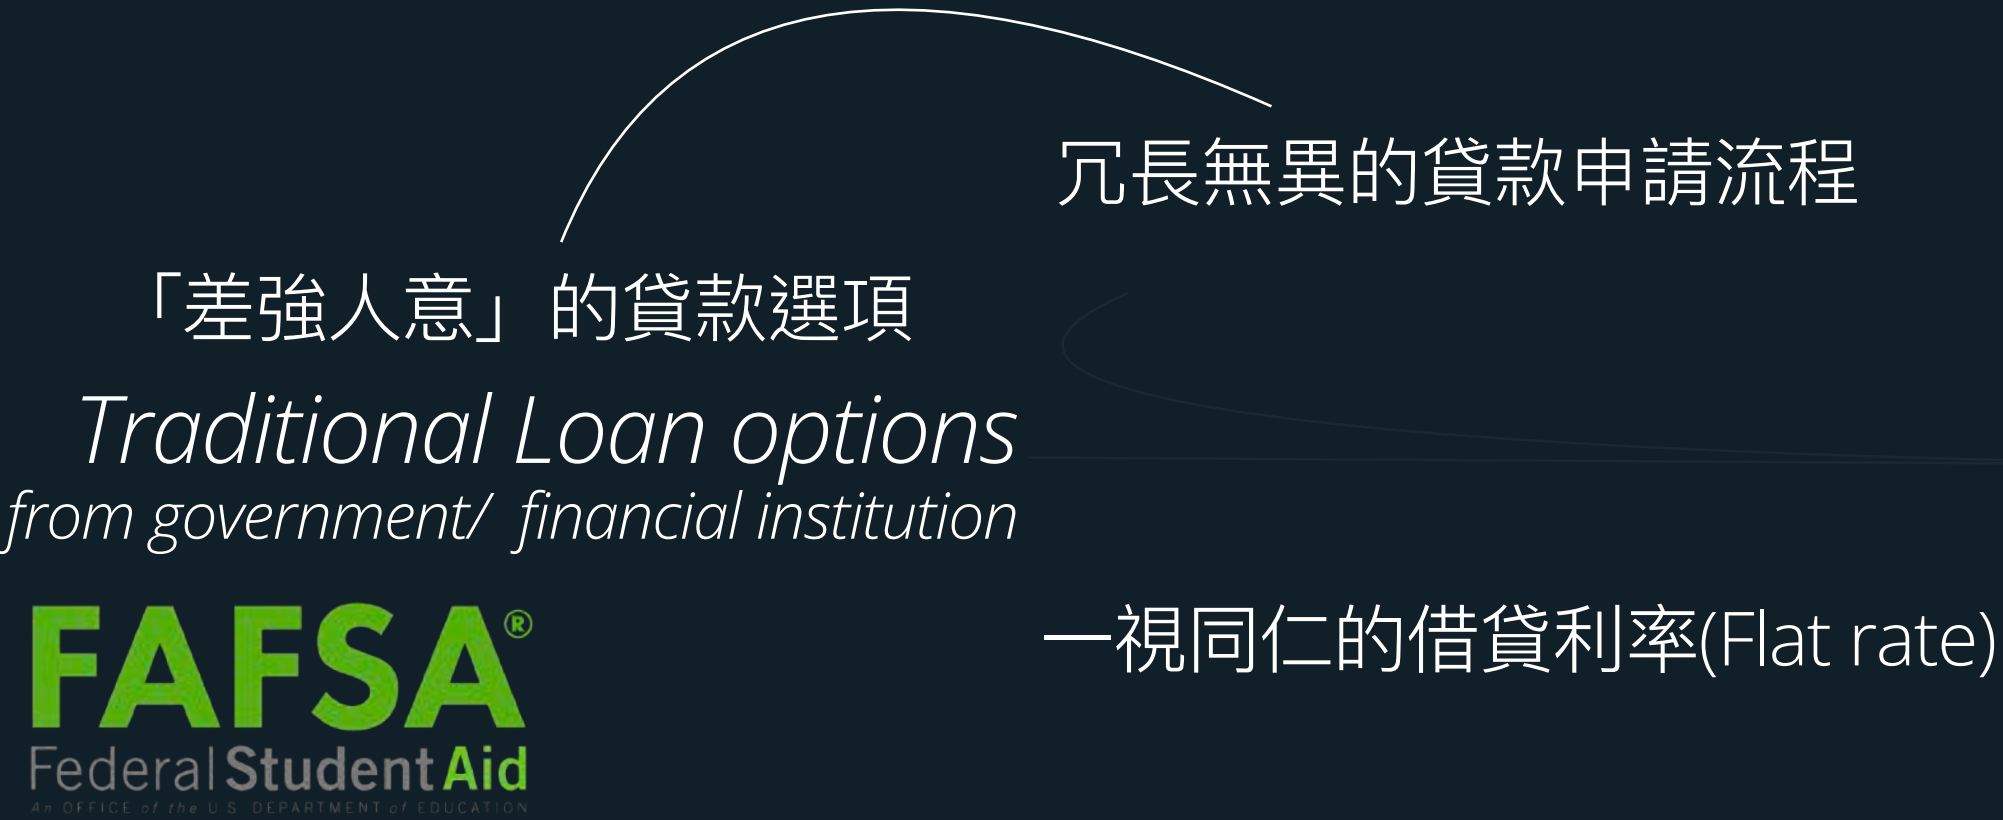 冗長無異的貸款申請流程
「差強人意」的貸款選項
Traditional Loan options
from government/ financial institution
一視同仁的借貸利率(Flat rate)
FAFSA®
Federal Student Aid
An OFFICE of the U.S. DEPARTMENT of EDUCATION